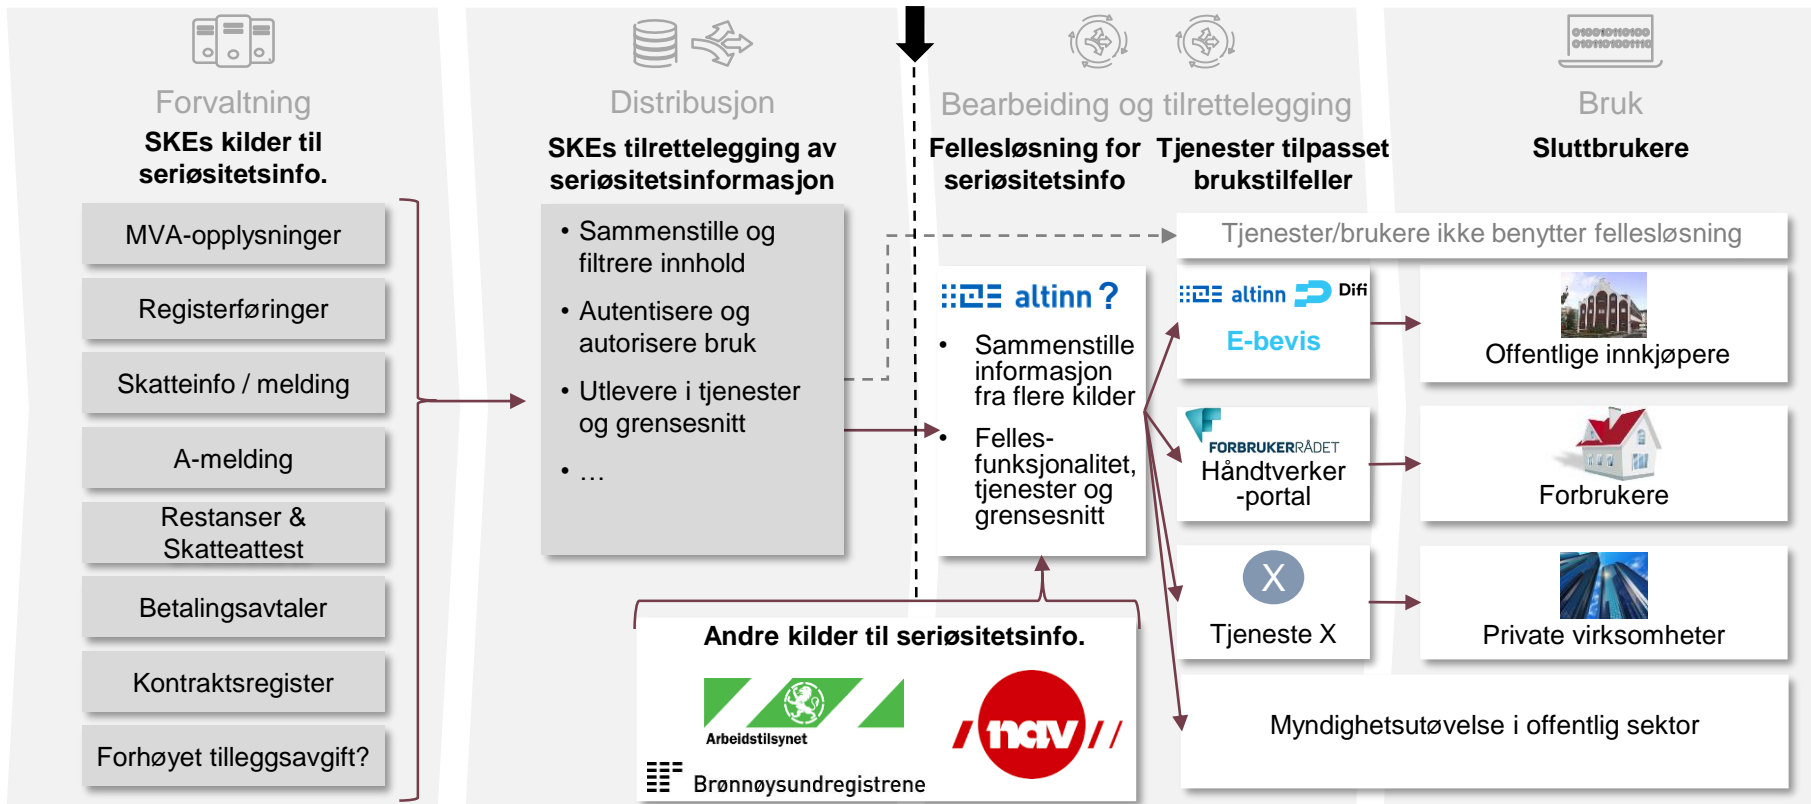 Forvaltning
SKEs kilder til
seriøsitetsinfo.
MVA-opplysninger
Registerføringer
Skatteinfo / melding
A-melding
Restanser &
Skatteattest
Betalingsavtaler
Kontraktsregister
Forhøyet tilleggsavgift?
Distribusjon
SKEs tilrettelegging av
seriøsitetsinformasjon
• Sammenstille og
filtrere innhold
• Autentisere og
autorisere bruk
• Utlevere i tjenester
og grensesnitt
• …
Bearbeiding og tilrettelegging
Fellesløsning for
seriøsitetsinfo
altinn ?
• Sammenstille
informasjon
fra flere kilder
• Felles-
funksjonalitet,
tjenester og
grensesnitt
Andre kilder til seriøsitetsinfo.
Arbeidstilsynet
nav
Brønnøysundregistrene
Tjenester tilpasset
brukstilfeller
Tjenester/brukere ikke benytter fellesløsning
altinn Difi
E-bevis
FORBRUKERRÅDET
Håndtverker
-portal
X
Tjeneste X
Myndighetsutøvelse i offentlig sektor
Bruk
010010110100
0101101001110
Sluttbrukere
Offentlige innkjøpere
Forbrukere
Private virksomheter